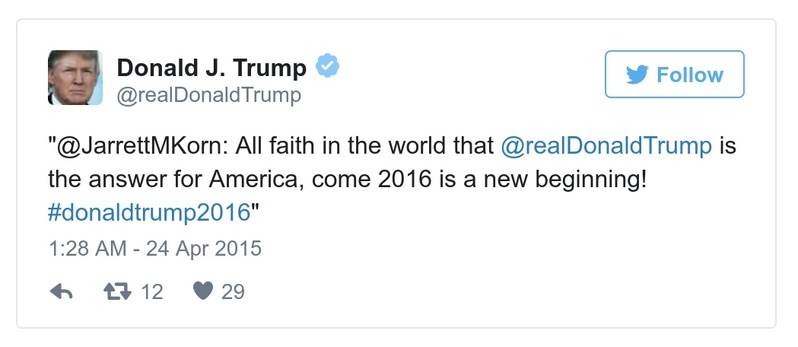 Donald J. Trump
@realDonaldTrump
Follow
"@JarrettMKorn: All faith in the world that @realDonaldTrump is
the answer for America, come 2016 is a new beginning!
#donaldtrump2016"
1:28 AM - 24 Apr 2015
12 29